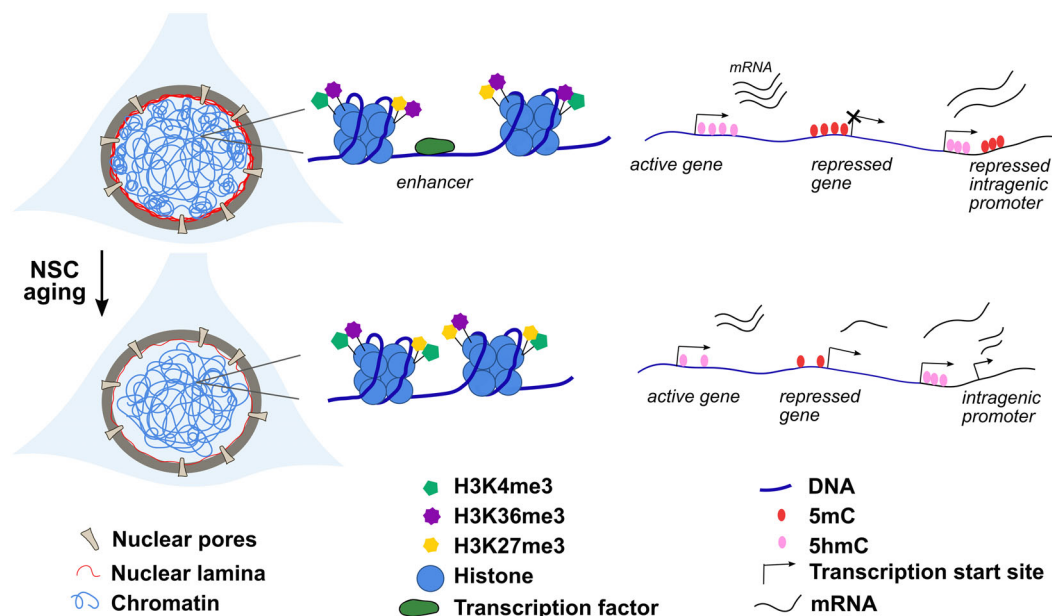 mRNA
enhancer
active gene
repressed
gene
repressed
intragenic
promoter
NSC
aging
active gene
repressed
gene
intragenic
promoter
Nuclear pores
Nuclear lamina
Chromatin
H3K4me3
H3K36me3
H3K27me3
Histone
Transcription factor
DNA
5mC
5hmC
Transcription start site
mRNA